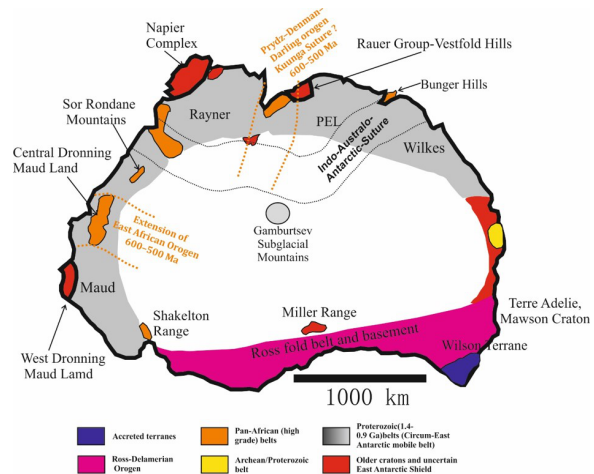 Napier
Complex
Prydz-Denman-
Darling orogen
Kuunga Suture ?
600-500 Ma
Rauer Group-Vestfold Hills
Bunger Hills
Sor Rondane
Mountains
Rayner
PEL
Indo-Australo-
Antarctic-Suture
Wilkes
Central Dronning
Maud Land
Extension of
East African Orogen
600-500 Ma
Gamburtsev
Subglacial
Mountains
Maud
Shakelton
Range
Miller Range
Terre Adelie,
Mawson Craton
West Dronning
Maud Lamd
Ross fold belt and basement
Wilson Terrane
1000 km
Accreted terranes
Pan-African (high
grade) belts
Proterozoic(1.4-
0.9 Ga)belts (Circum-East
Antarctic mobile belt)
Ross-Delamerian
Orogen
Archean/Proterozoic
belt
Older cratons and uncertain
East Antarctic Shield